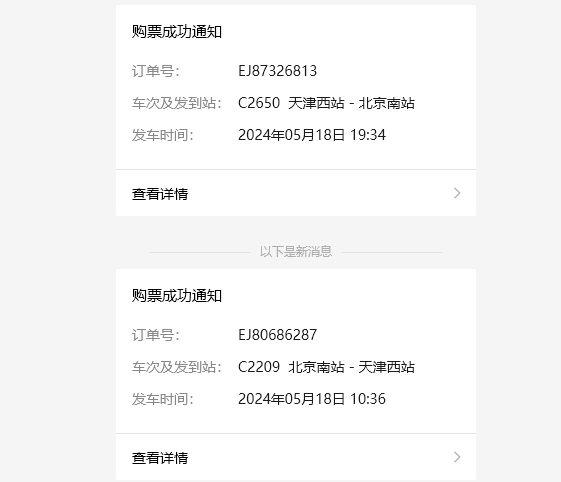 购票成功通知
订单号： EJ87326813
车次及发到站： C2650 天津西站 - 北京南站
发车时间： 2024年05月18日 19:34
查看详情
以下是新消息
购票成功通知
订单号： EJ80686287
车次及发到站： C2209 北京南站 - 天津西站
发车时间： 2024年05月18日 10:36
查看详情